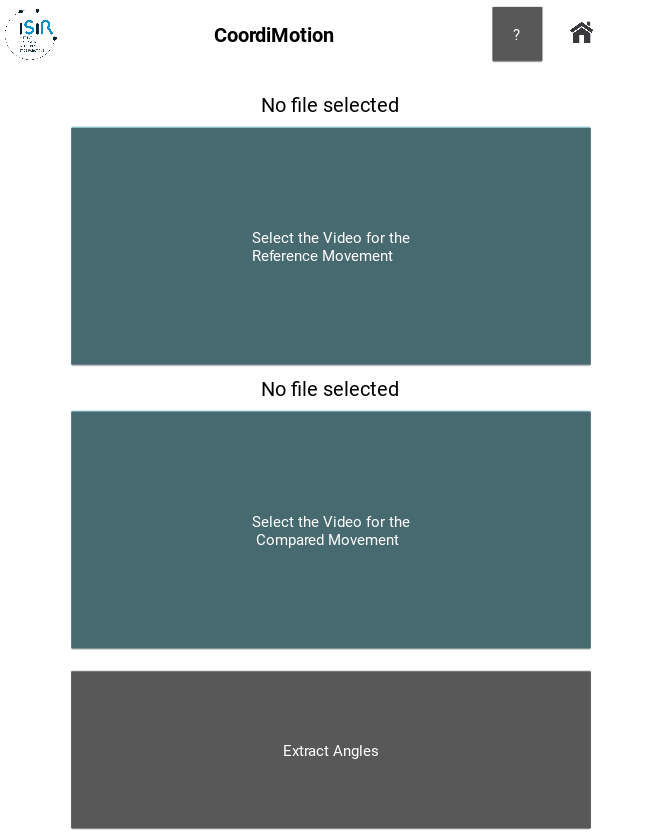 ISIR
CoordiMotion
?
No file selected
Select the Video for the
Reference Movement
No file selected
Select the Video for the
Compared Movement
Extract Angles